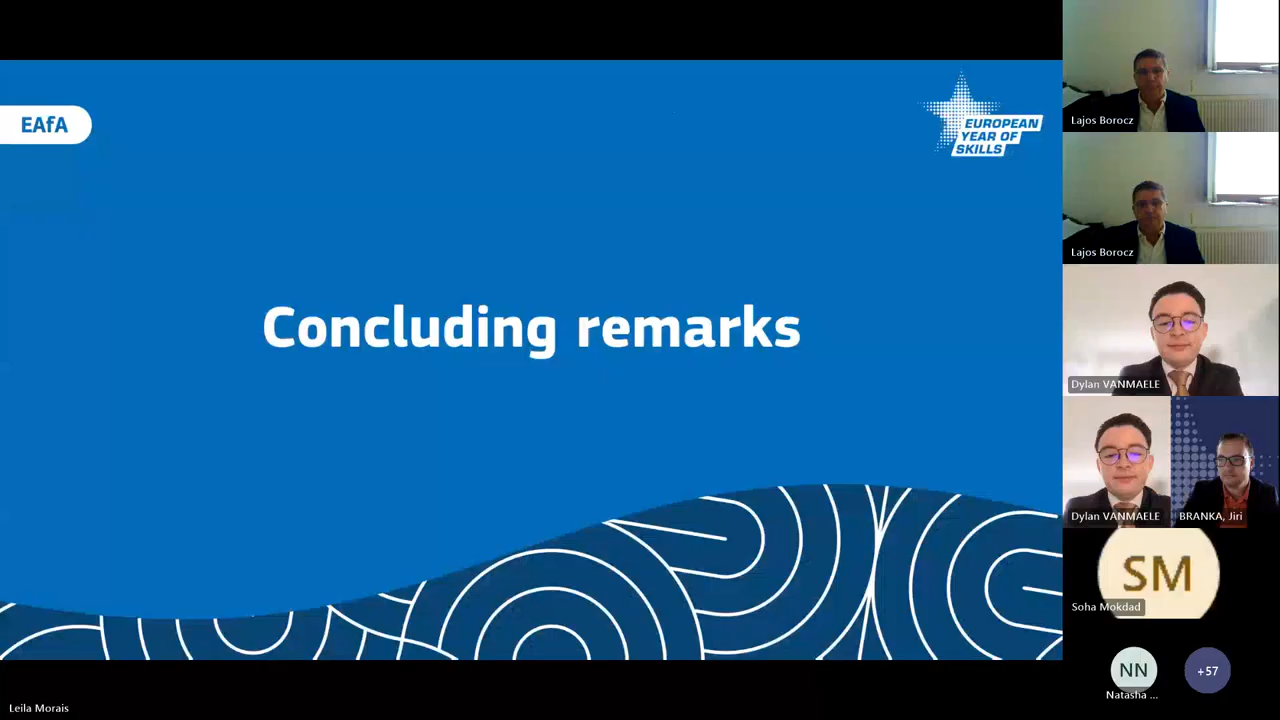 EAfA
EUROPEAN
YEAR OF
SKILLS
Concluding remarks
Leila Morais
Lajos Borocz
Lajos Borocz
Dylan VANMAELE
Dylan VANMAELE
BRANKA, Jiri
SM
Soha Mokdad
NN
Natasha ...
+57